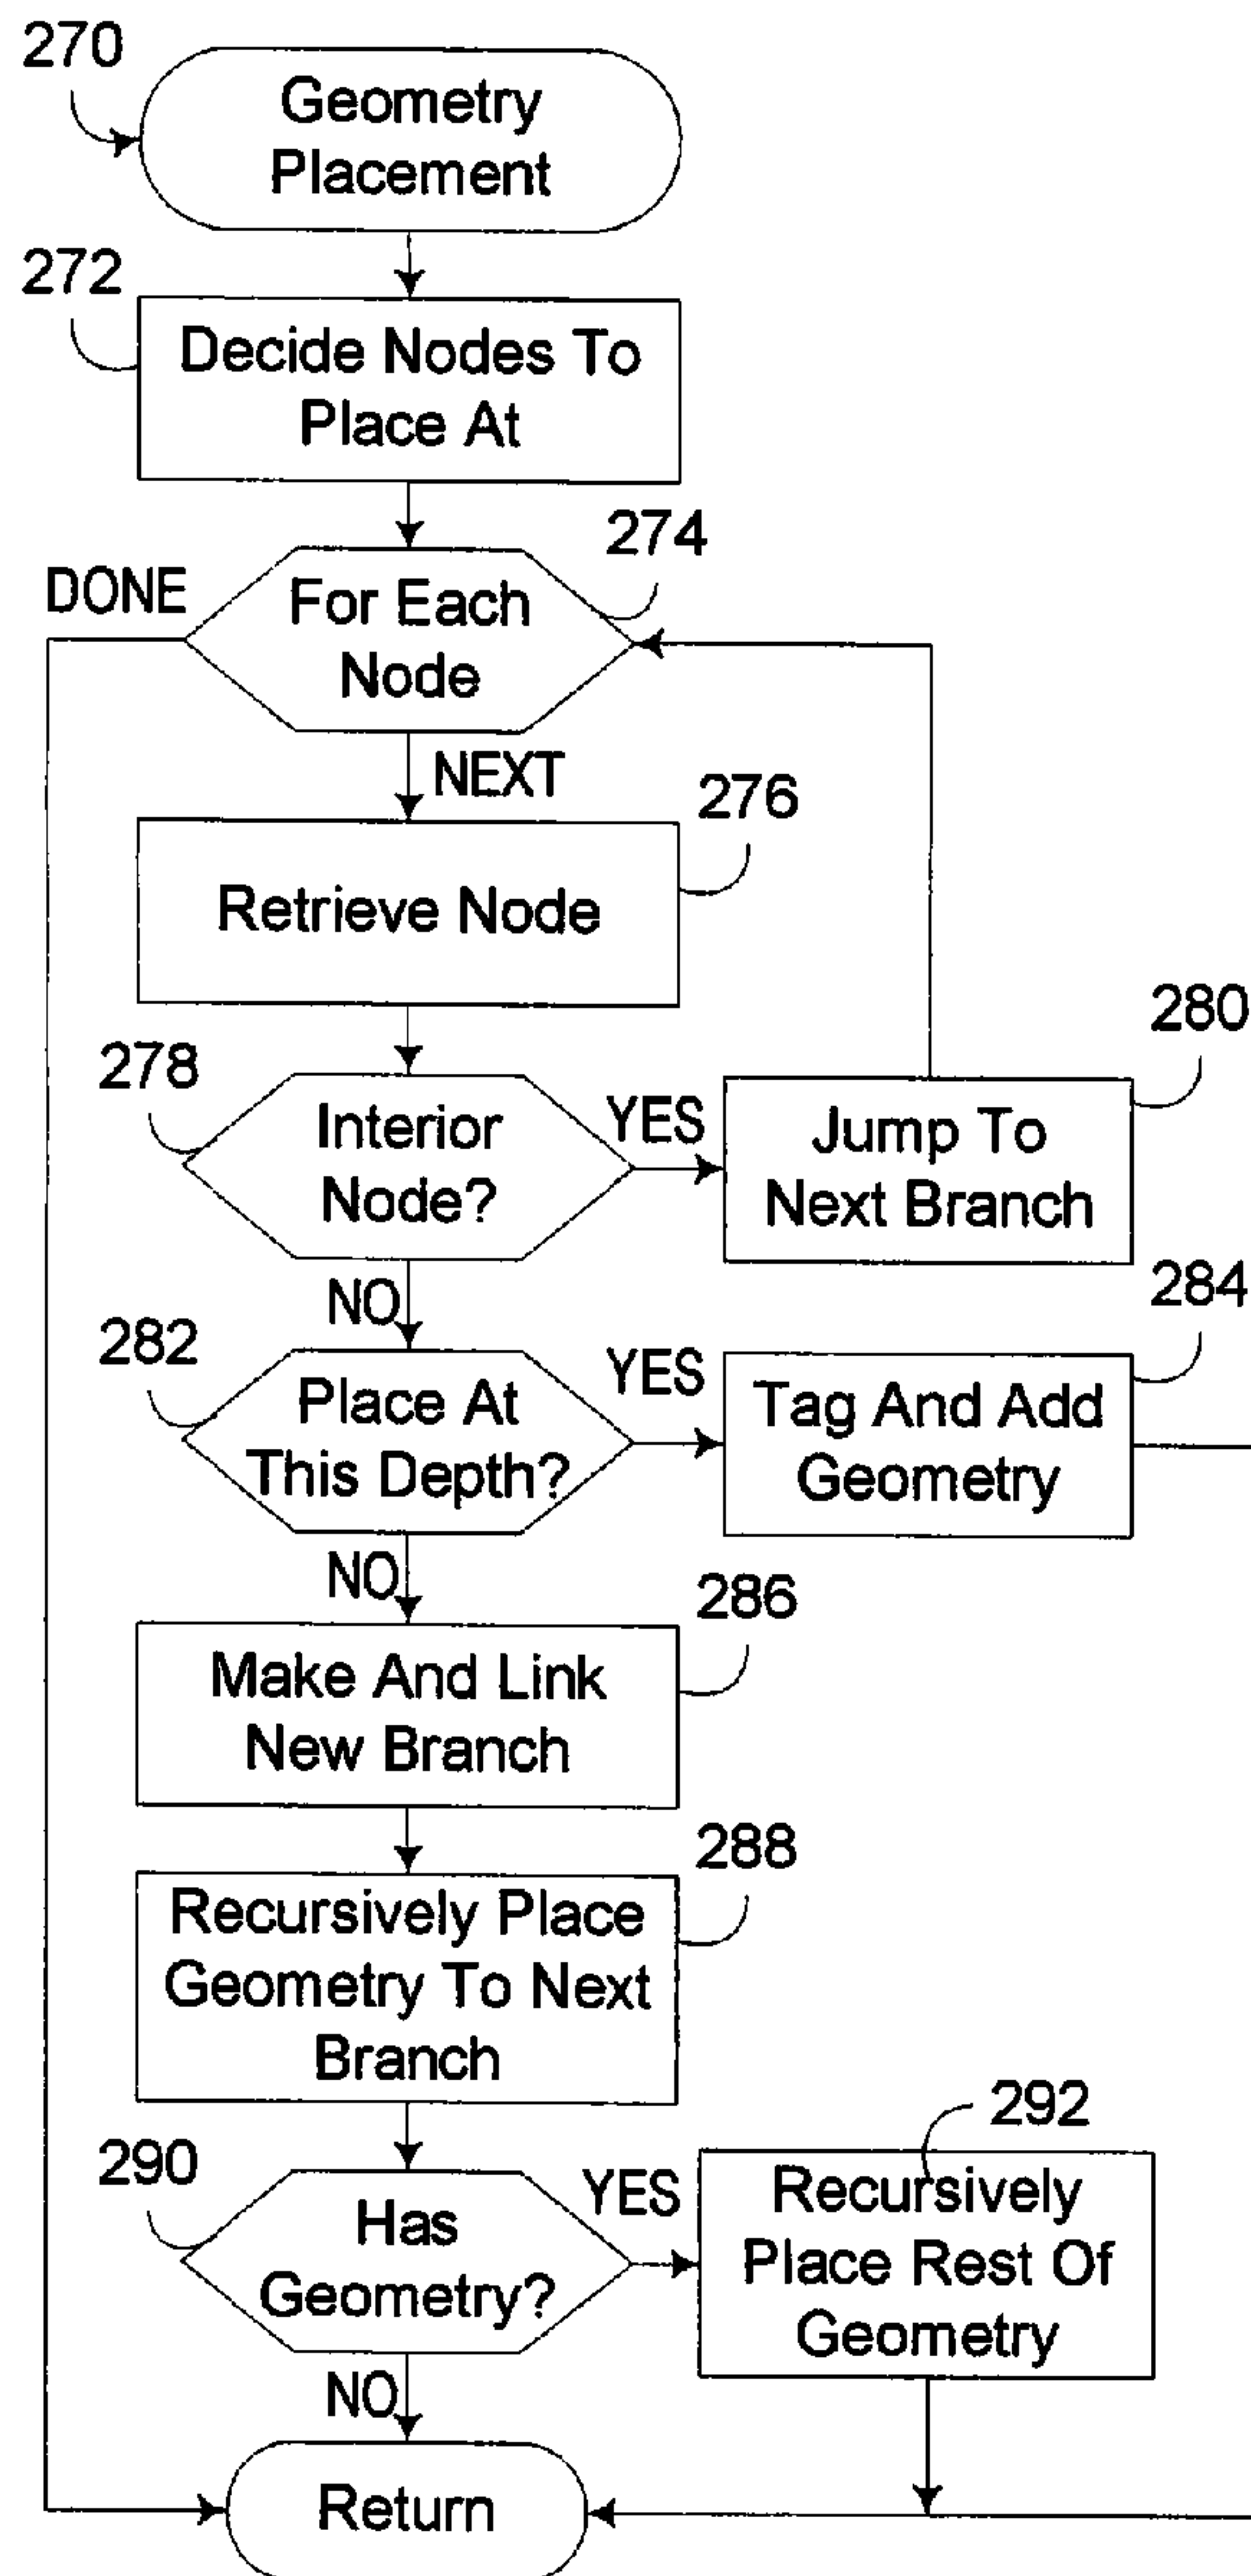 270
Geometry
Placement
272
Decide Nodes To
Place At
274
DONE
For Each
Node
NEXT
276
Retrieve Node
278
Interior
Node?
YES
280
Jump To
Next Branch
NO
282
Place At
This Depth?
YES
284
Tag And Add
Geometry
NO
286
Make And Link
New Branch
288
Recursively Place
Geometry To Next
Branch
290
Has
Geometry?
YES
292
Recursively
Place Rest Of
Geometry
NO
Return